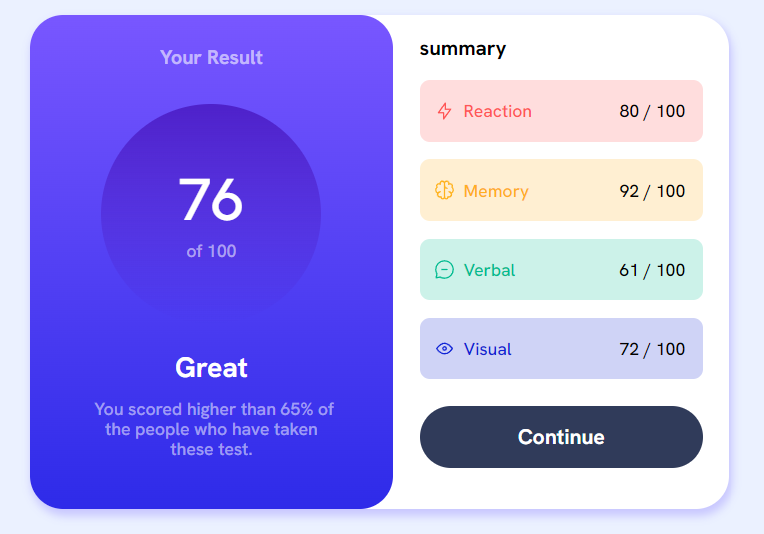 Your Result
76
of 100
Great
You scored higher than 65% of
the people who have taken
these test.
summary
Reaction 80 / 100
Memory 92 / 100
Verbal 61 / 100
Visual 72 / 100
Continue